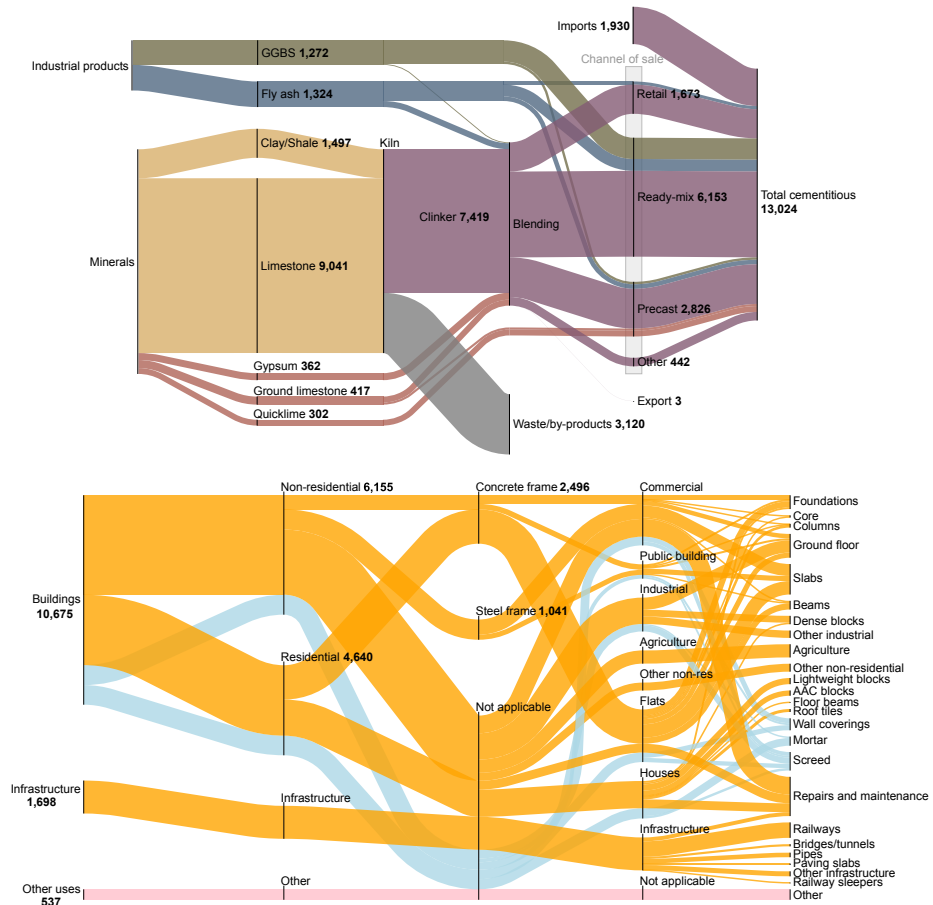 Imports 1,930
Channel of sale
Industrial products
GGBS 1,272
Fly ash 1,324
Retail 1,673
Clay/Shale 1,497
Kiln
Clinker 7,419
Blending
Ready-mix 6,153
Total cementitious
13,024
Minerals
Limestone 9,041
Precast 2,826
Gypsum 362
Other 442
Ground limestone 417
Export 3
Quicklime 302
Waste/by-products 3,120
Non-residential 6,155
Concrete frame 2,496
Commercial
Foundations
Core
Columns
Ground floor
Public building
Slabs
Buildings
10,675
Industrial
Steel frame 1,041
Beams
Dense blocks
Other industrial
Residential 4,640
Agriculture
Agriculture
Other non-res
Other non-residential
Lightweight blocks
Not applicable
Flats
AAC blocks
Floor beams
Roof tiles
Wall coverings
Mortar
Screed
Houses
Infrastructure
1,698
Infrastructure
Repairs and maintenance
Infrastructure
Railways
Bridges/tunnels
Pipes
Paving slabs
Other infrastructure
Railway sleepers
Other uses
537
Other
Not applicable
Other